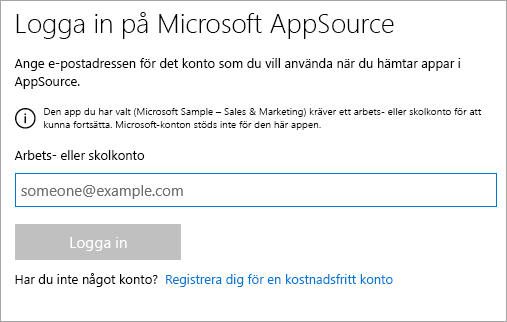 Logga in på Microsoft AppSource
Ange e-postadressen för det konto som du vill använda när du hämtar appar i
AppSource.
Den app du har valt (Microsoft Sample – Sales & Marketing) kräver ett arbets- eller skolkonto för att
kunna fortsätta. Microsoft-konton stöds inte för den här appen.
Arbets- eller skolkonto
someone@example.com
Logga in
Har du inte något konto? Registrera dig för en kostnadsfritt konto